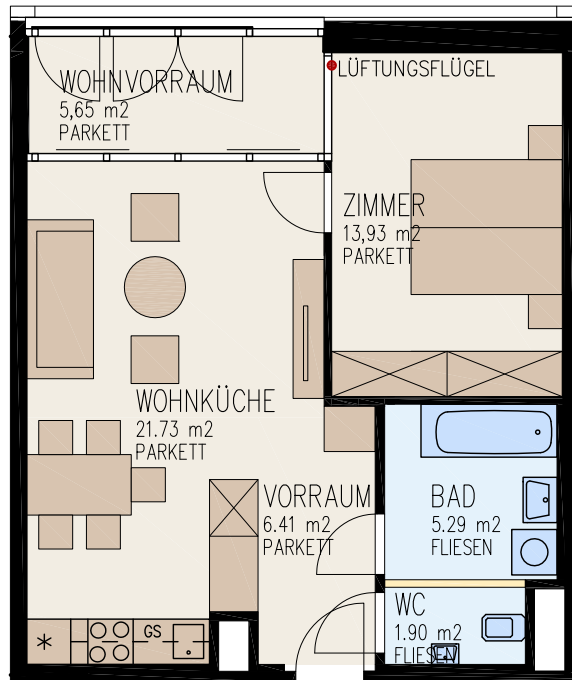 WOHNVORRAUM
5,65 m2
PARKETT
LÜFTUNGSFLÜGEL
ZIMMER
13,93 m2
PARKETT
WOHNKÜCHE
21.73 m2
PARKETT
VORRAUM
6.41 m2
PARKETT
BAD
5.29 m2
FLIESEN
WC
1.90 m2
FLIESEN
GS